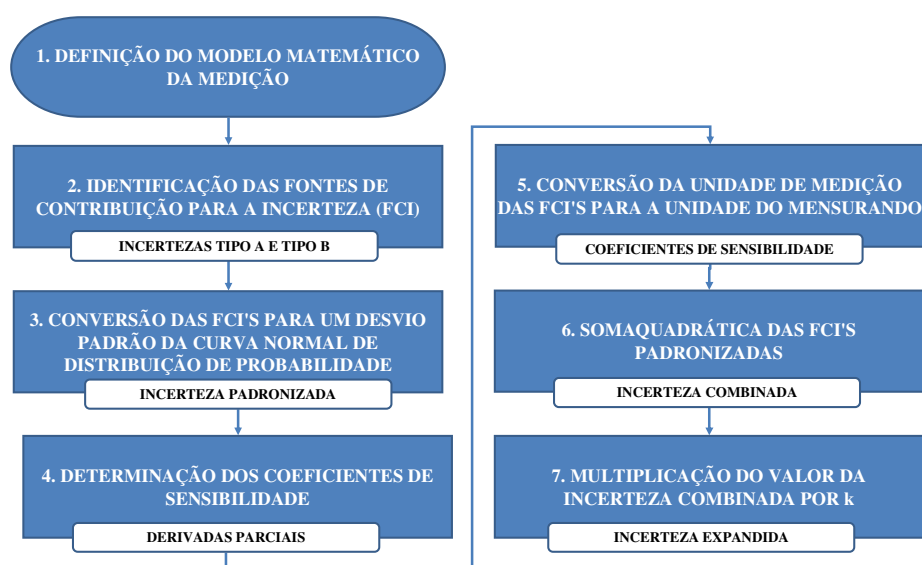 1. DEFINIÇÃO DO MODELO MATEMÁTICO
DA MEDIÇÃO
2. IDENTIFICAÇÃO DAS FONTES DE
CONTRIBUIÇÃO PARA A INCERTEZA (FCI)
INCERTEZAS TIPO A E TIPO B
3. CONVERSÃO DAS FCI'S PARA UM DESVIO
PADRÃO DA CURVA NORMAL DE
DISTRIBUIÇÃO DE PROBABILIDADE
INCERTEZA PADRONIZADA
4. DETERMINAÇÃO DOS COEFICIENTES DE
SENSIBILIDADE
DERIVADAS PARCIAIS
5. CONVERSÃO DA UNIDADE DE MEDIÇÃO
DAS FCI'S PARA A UNIDADE DO MENSURANDO
COEFICIENTES DE SENSIBILIDADE
6. SOMAQUADRÁTICA DAS FCI'S
PADRONIZADAS
INCERTEZA COMBINADA
7. MULTIPLICAÇÃO DO VALOR DA
INCERTEZA COMBINADA POR k
INCERTEZA EXPANDIDA